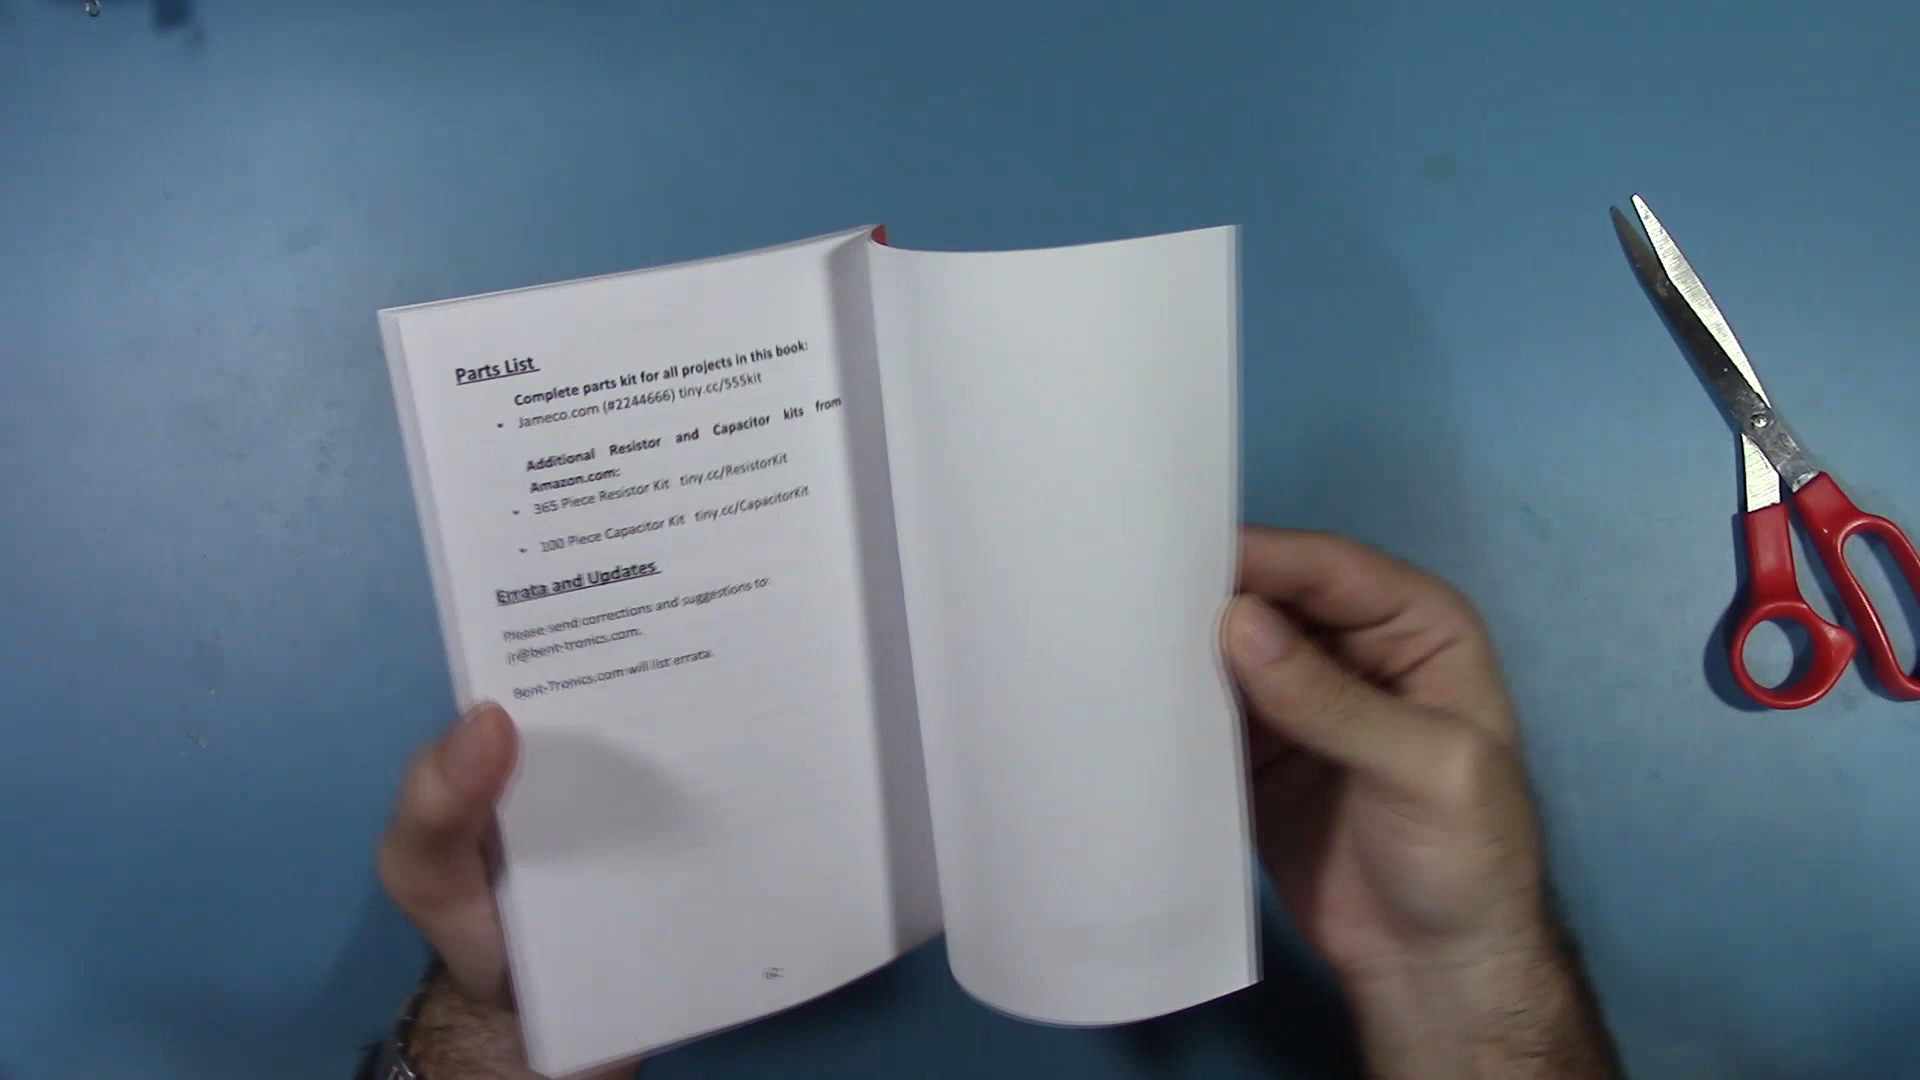 Parts List
Complete parts kit for all projects in this book:
• Jameco.com (#2244666) tiny.cc/555kit
Additional Resistor and Capacitor kits from
Amazon.com:
• 365 Piece Resistor Kit tiny.cc/ResistorKit
• 100 Piece Capacitor Kit tiny.cc/CapacitorKit
Errata and Updates
Please send corrections and suggestions to:
jr@bent-tronics.com.
Bent-Tronics.com will list errata.